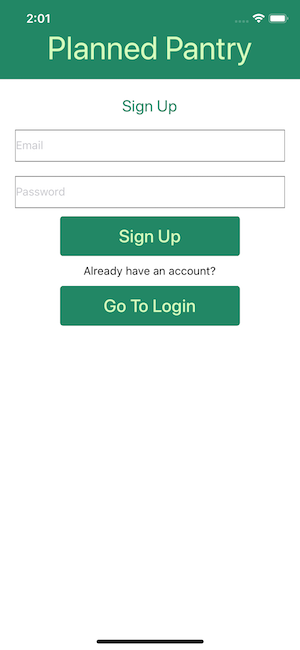 2:01
Planned Pantry
Sign Up
Email
Password
Sign Up
Already have an account?
Go To Login